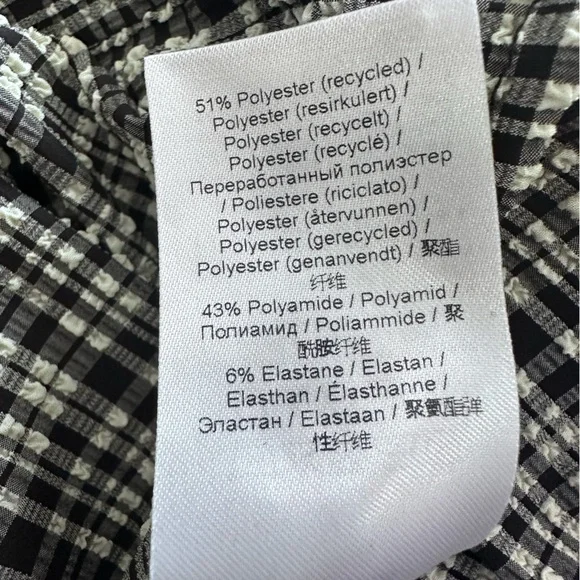 51% Polyester (recycled) /
Polyester (resirkulert) /
Polyester (recycelt) /
Polyester (recyclé) /
Переработанный полиэстер
/ Poliestere (riciclato) /
Polyester (återvunnen) /
Polyester (gerecycled) /
Polyester (genanvendt) / 聚酯
纤维
43% Polyamide / Polyamid /
Полиамид / Poliammide / 聚
酰胺纤维
6% Elastane / Elastan /
Elasthan / Élasthanne /
Эластан / Elastaan / 聚氨酯弹
性纤维